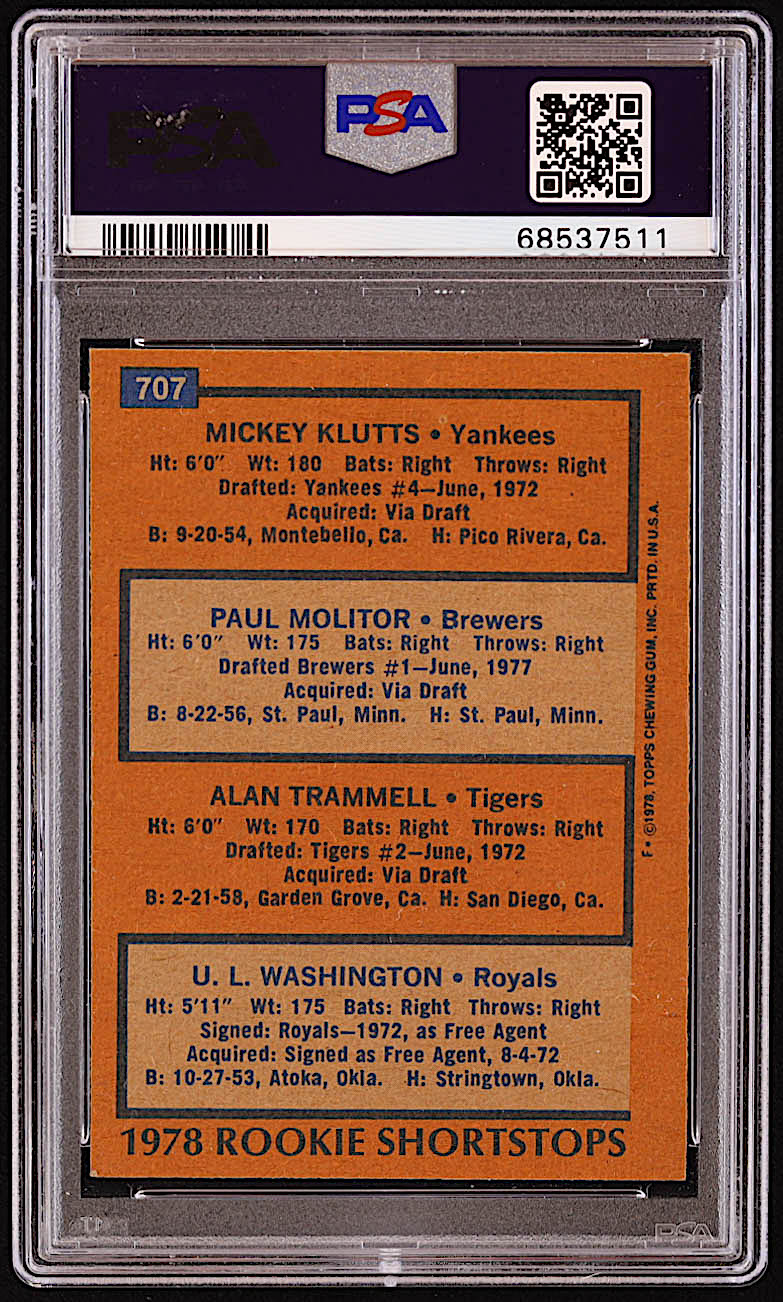 PSA
PSA
68537511
707
MICKEY KLUTTS • Yankees
Ht: 6'0" Wt: 180 Bats: Right Throws: Right
Drafted: Yankees #4—June, 1972
Acquired: Via Draft
B: 9-20-54, Montebello, Ca. H: Pico Rivera, Ca.
PAUL MOLITOR • Brewers
Ht: 6'0" Wt: 175 Bats: Right Throws: Right
Drafted Brewers #1—June, 1977
Acquired: Via Draft
B: 8-22-56, St. Paul, Minn. H: St. Paul, Minn.
ALAN TRAMMELL • Tigers
Ht: 6'0" Wt: 170 Bats: Right Throws: Right
Drafted: Tigers #2—June, 1972
Acquired: Via Draft
B: 2-21-58, Garden Grove, Ca. H: San Diego, Ca.
U. L. WASHINGTON • Royals
Ht: 5'11" Wt: 175 Bats: Right Throws: Right
Signed: Royals—1972, as Free Agent
Acquired: Signed as Free Agent, 8-4-72
B: 10-27-53, Atoka, Okla. H: Stringtown, Okla.
1978 ROOKIE SHORTSTOPS
F* ©1978, TOPPS CHEWING GUM, INC. PRTD. IN U.S.A.
PSA